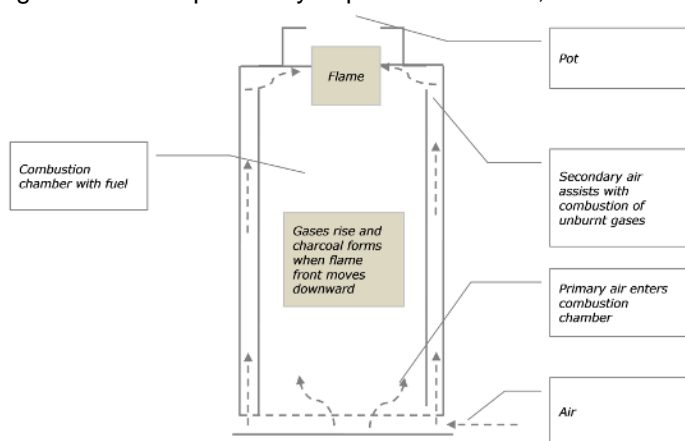 Flame
Pot
Combustion
chamber with fuel
Secondary air
assists with
combustion of
unburnt gases
Gases rise and
charcoal forms
when flame
front moves
downward
Primary air enters
combustion
chamber
Air